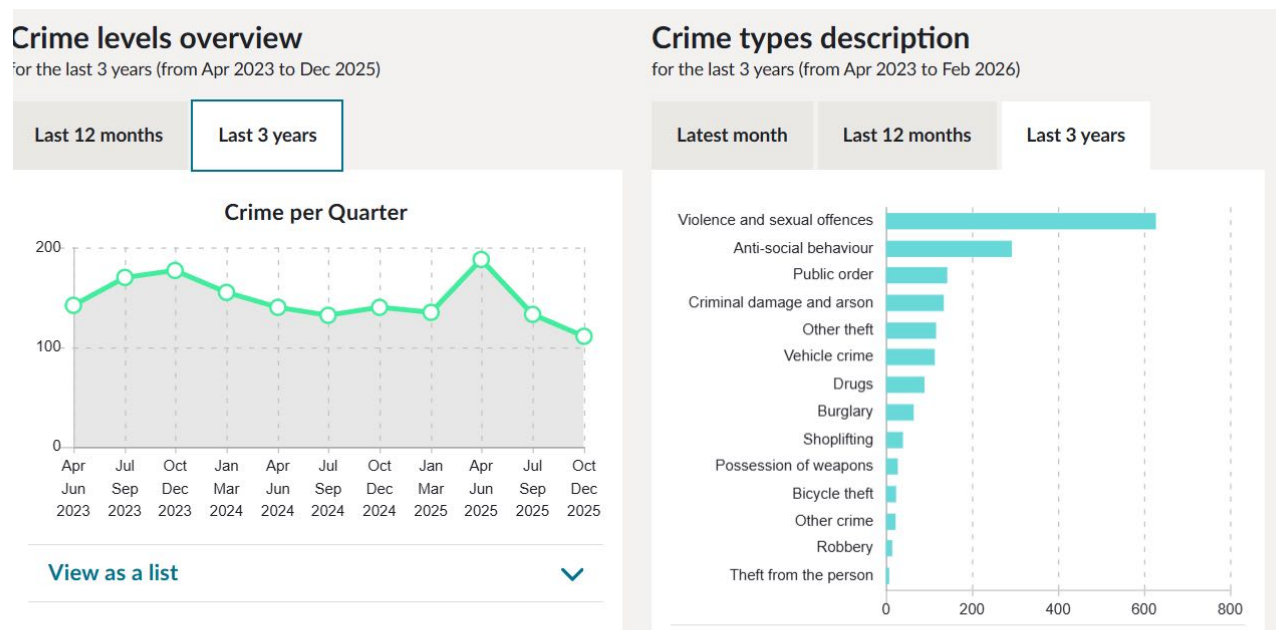 Crime levels overview
for the last 3 years (from Apr 2023 to Dec 2025)
Last 12 months
Last 3 years
Crime per Quarter
200
100
0
Apr Jul Oct Jan Apr Jul Oct Jan Apr Jul Oct
Jun Sep Dec Mar Jun Sep Dec Mar Jun Sep Dec
2023 2023 2023 2024 2024 2024 2024 2025 2025 2025 2025
View as a list
Crime types description
for the last 3 years (from Apr 2023 to Feb 2026)
Latest month
Last 12 months
Last 3 years
Violence and sexual offences
Anti-social behaviour
Public order
Criminal damage and arson
Other theft
Vehicle crime
Drugs
Burglary
Shoplifting
Possession of weapons
Bicycle theft
Other crime
Robbery
Theft from the person
0 200 400 600 800